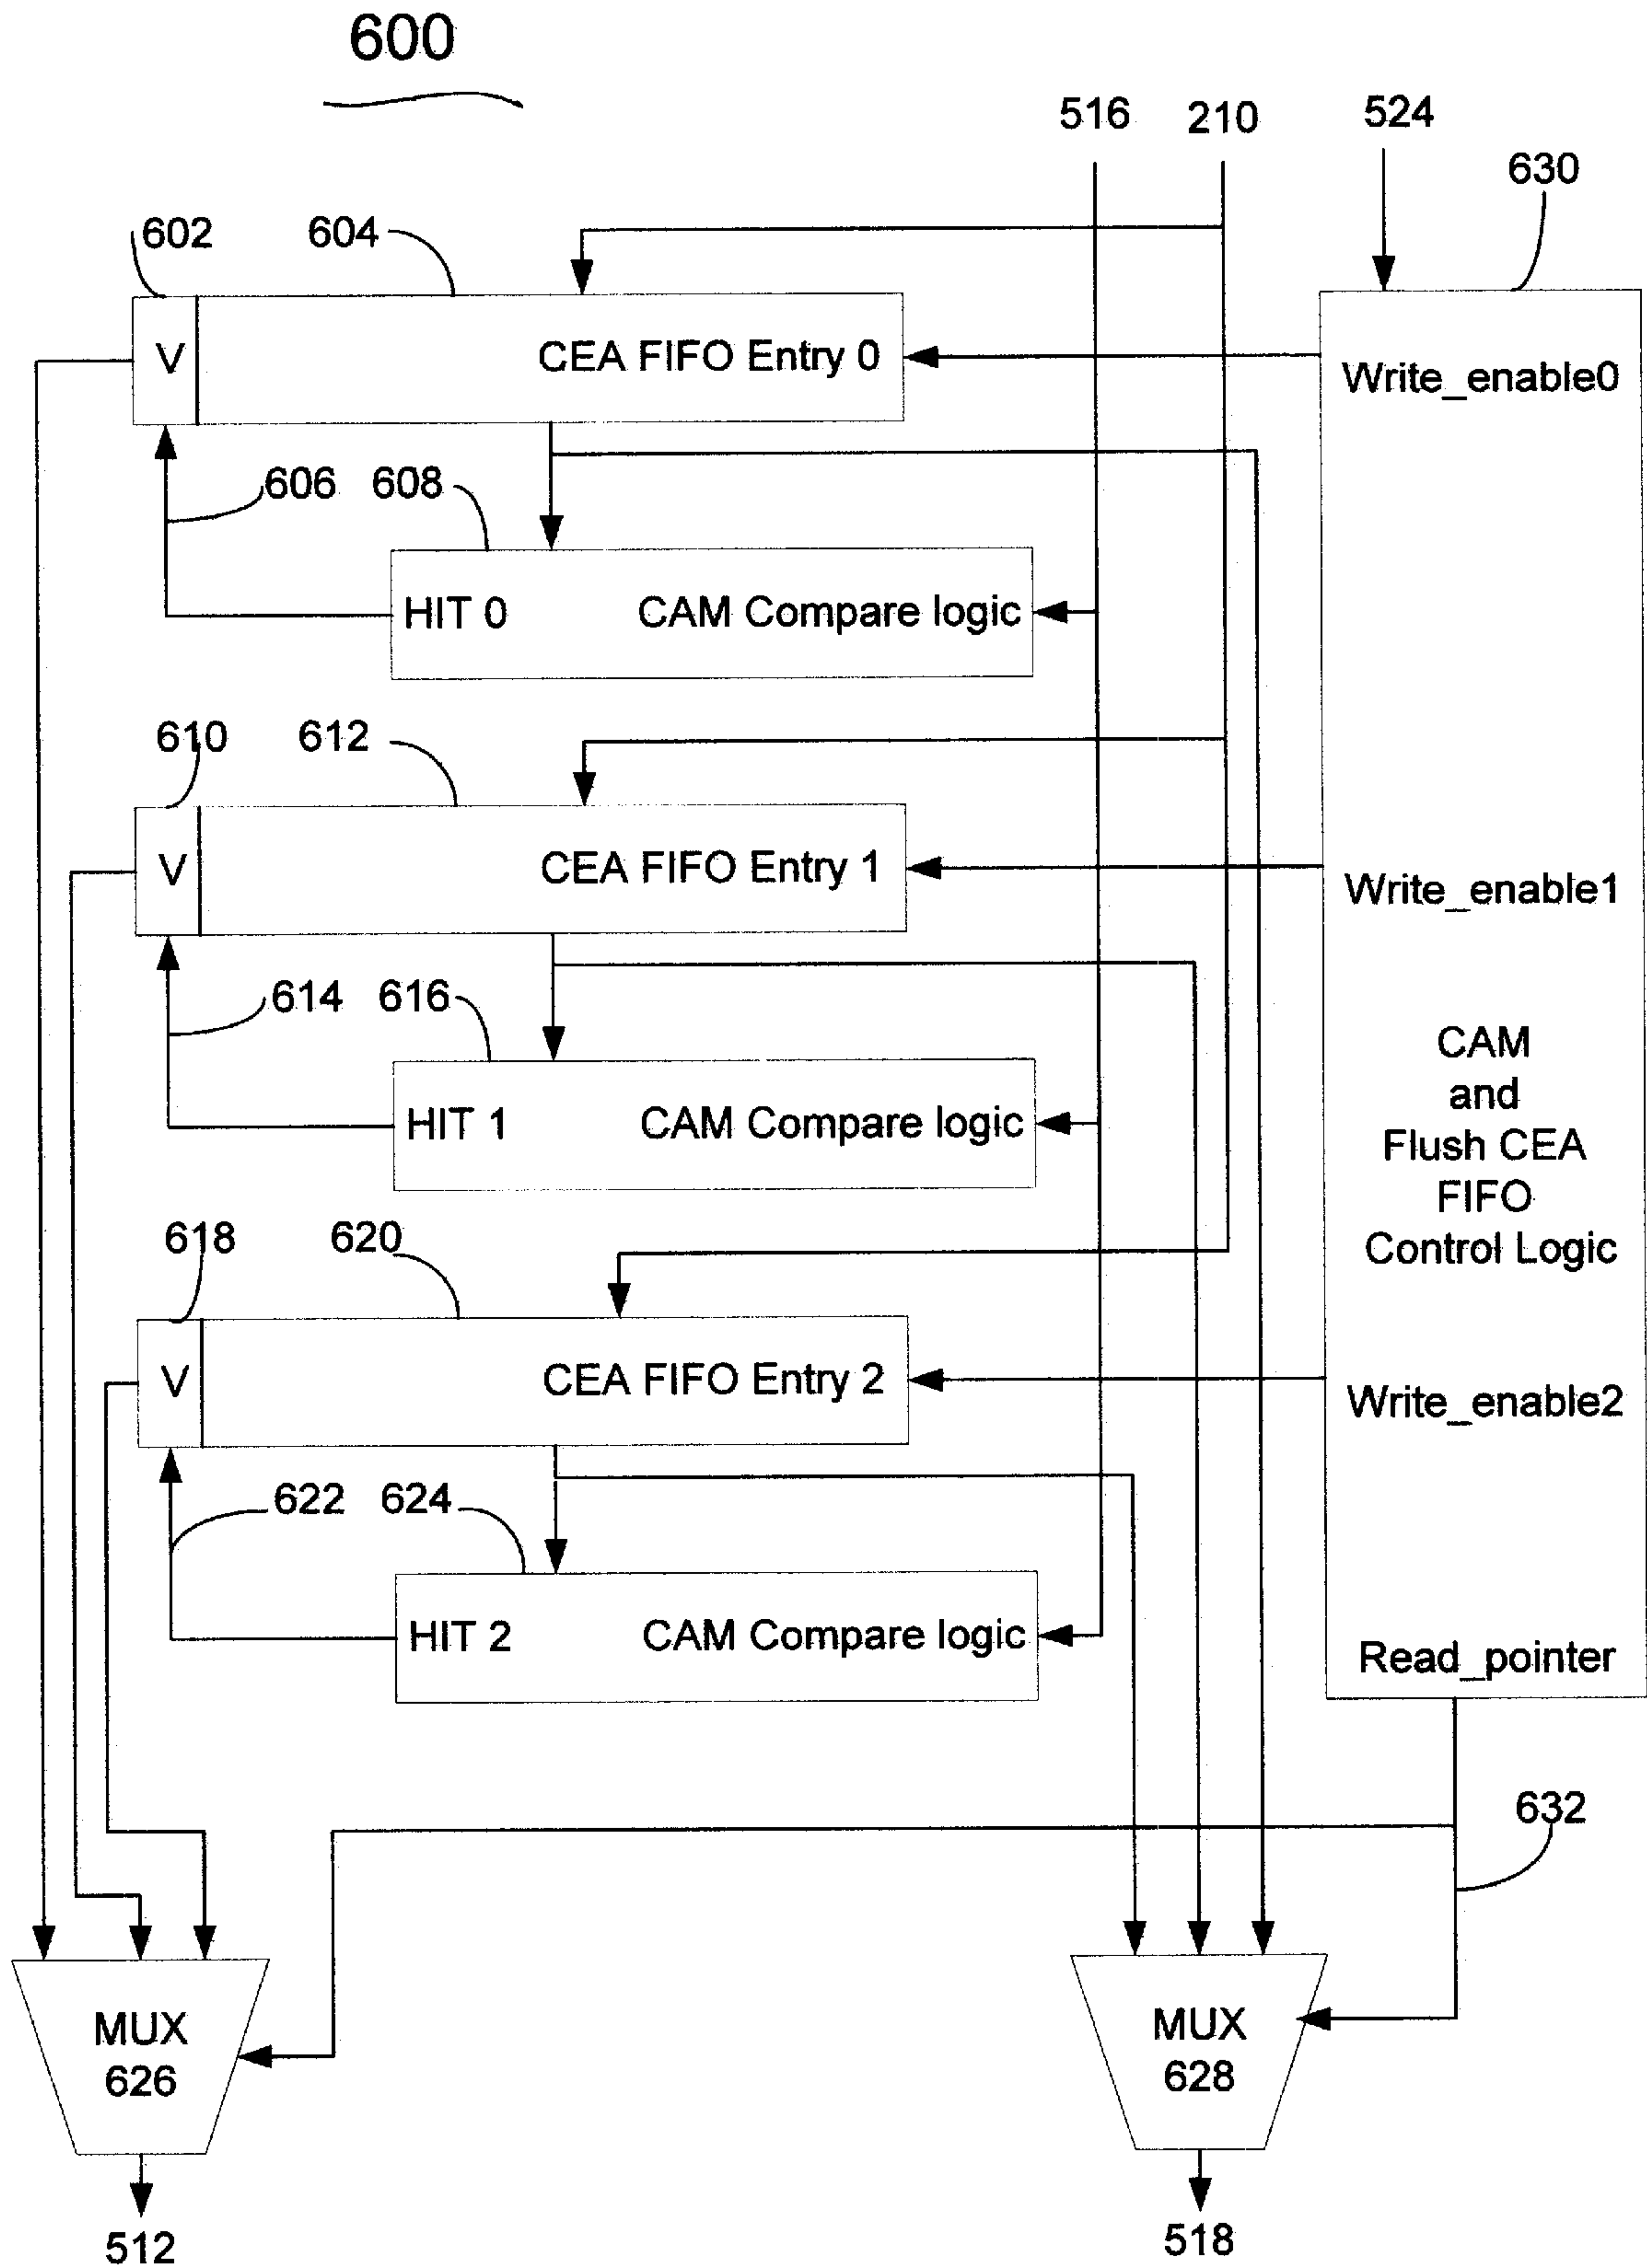 600
516 210 524
630
602 604
V CEA FIFO Entry 0
Write_enable0
606 608
HIT 0 CAM Compare logic
610 612
V CEA FIFO Entry 1
Write_enable1
614 616
CAM
and
Flush CEA
FIFO
Control Logic
HIT 1 CAM Compare logic
618 620
V CEA FIFO Entry 2
Write_enable2
622 624
HIT 2 CAM Compare logic
Read_pointer
632
MUX
626
MUX
628
512
518